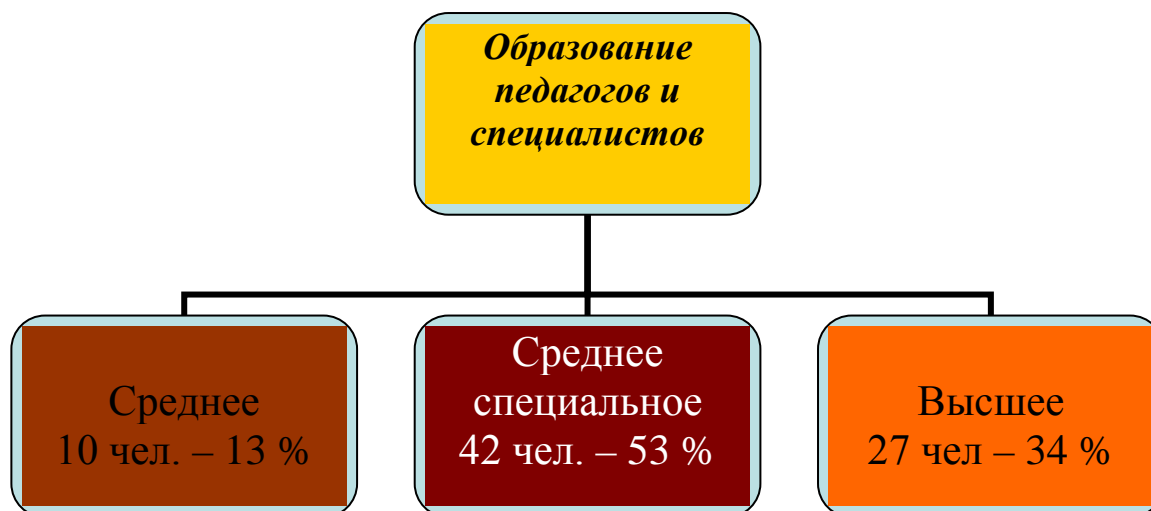 Образование
педагогов и
специалистов
Среднее
10 чел. – 13 %
Среднее
специальное
42 чел. – 53 %
Высшее
27 чел – 34 %